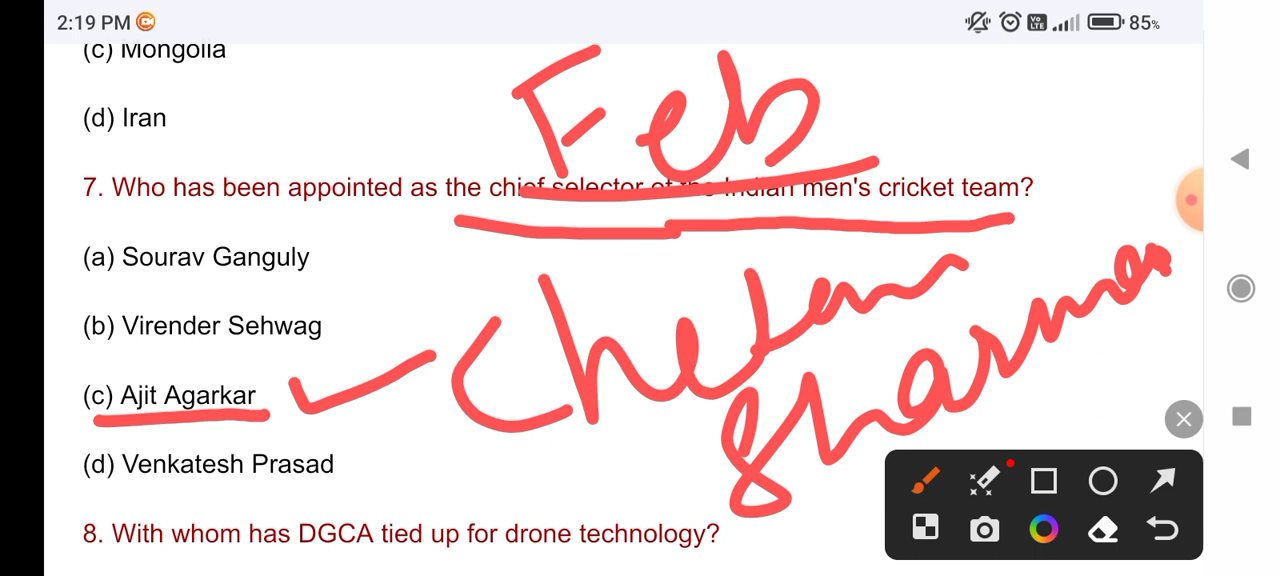 2:19 PM
Vo LTE 85%
(c) Mongolia
(d) Iran
Feb
7. Who has been appointed as the chief selector of the Indian men's cricket team?
(a) Sourav Ganguly
(b) Virender Sehwag
(c) Ajit Agarkar
Chetan
Sharma
(d) Venkatesh Prasad
8. With whom has DGCA tied up for drone technology?